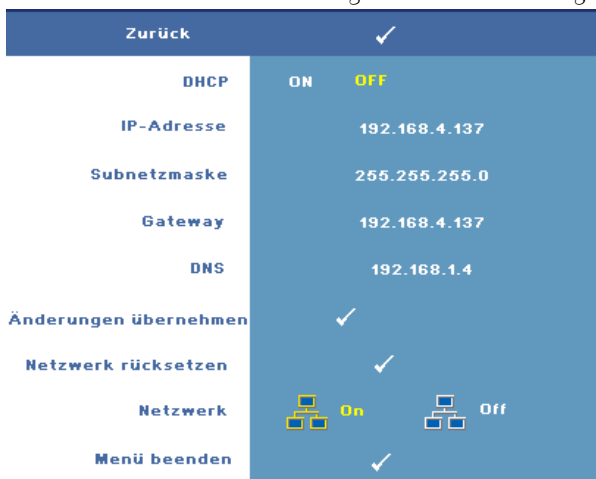 Zurück
DHCP ON OFF
IP-Adresse 192.168.4.137
Subnetzmaske 255.255.255.0
Gateway 192.168.4.137
DNS 192.168.1.4
Änderungen übernehmen
Netzwerk rücksetzen
Netzwerk On Off
Menü beenden